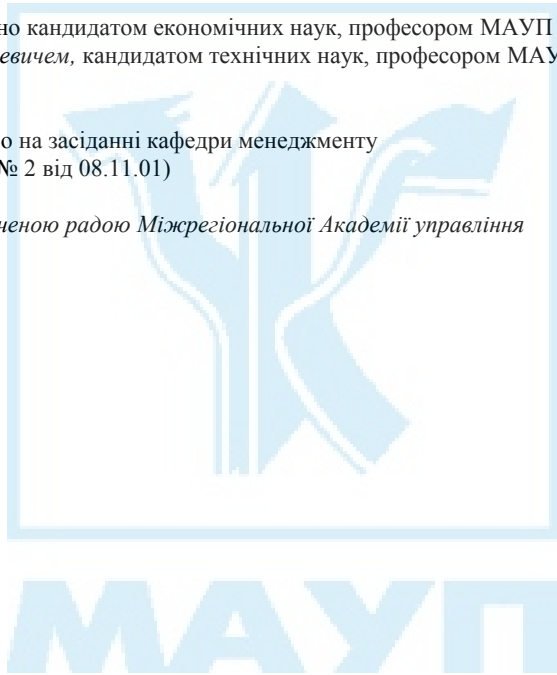 но кандидатом економічних наук, професором МАУП
евичем, кандидатом технічних наук, професором МАУ
о на засіданні кафедри менеджменту
№ 2 від 08.11.01)
ченою радою Міжрегіональної Академії управління
МАУП